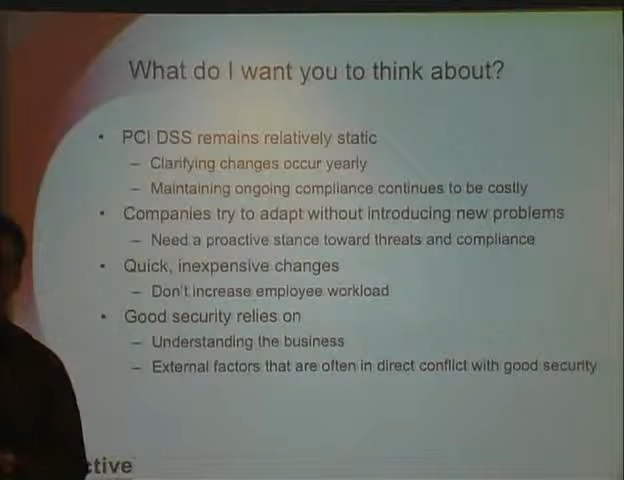 What do I want you to think about?
• PCI DSS remains relatively static
– Clarifying changes occur yearly
– Maintaining ongoing compliance continues to be costly
• Companies try to adapt without introducing new problems
– Need a proactive stance toward threats and compliance
• Quick, inexpensive changes
– Don't increase employee workload
• Good security relies on
– Understanding the business
– External factors that are often in direct conflict with good security
ctive